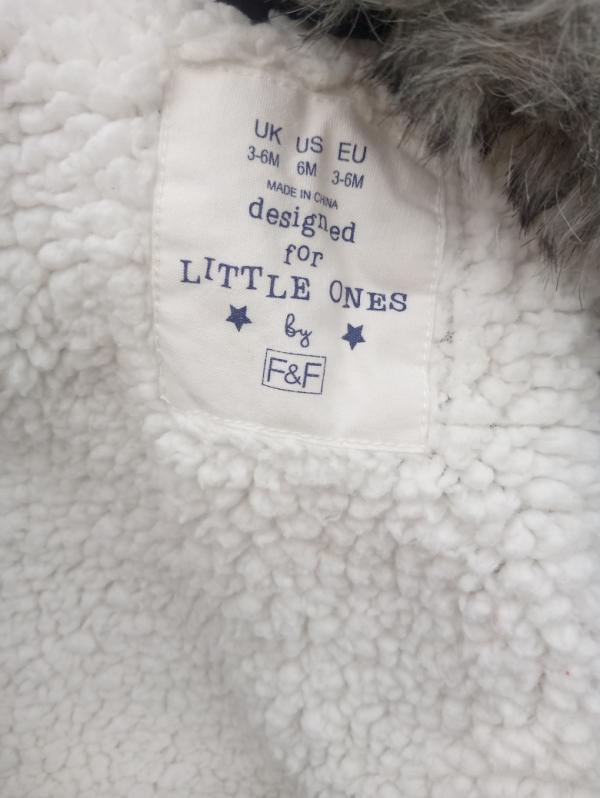 UK US EU
3-6M 6M 3-6M
MADE IN CHINA
designed
for
LITTLE ONES
by
F&F